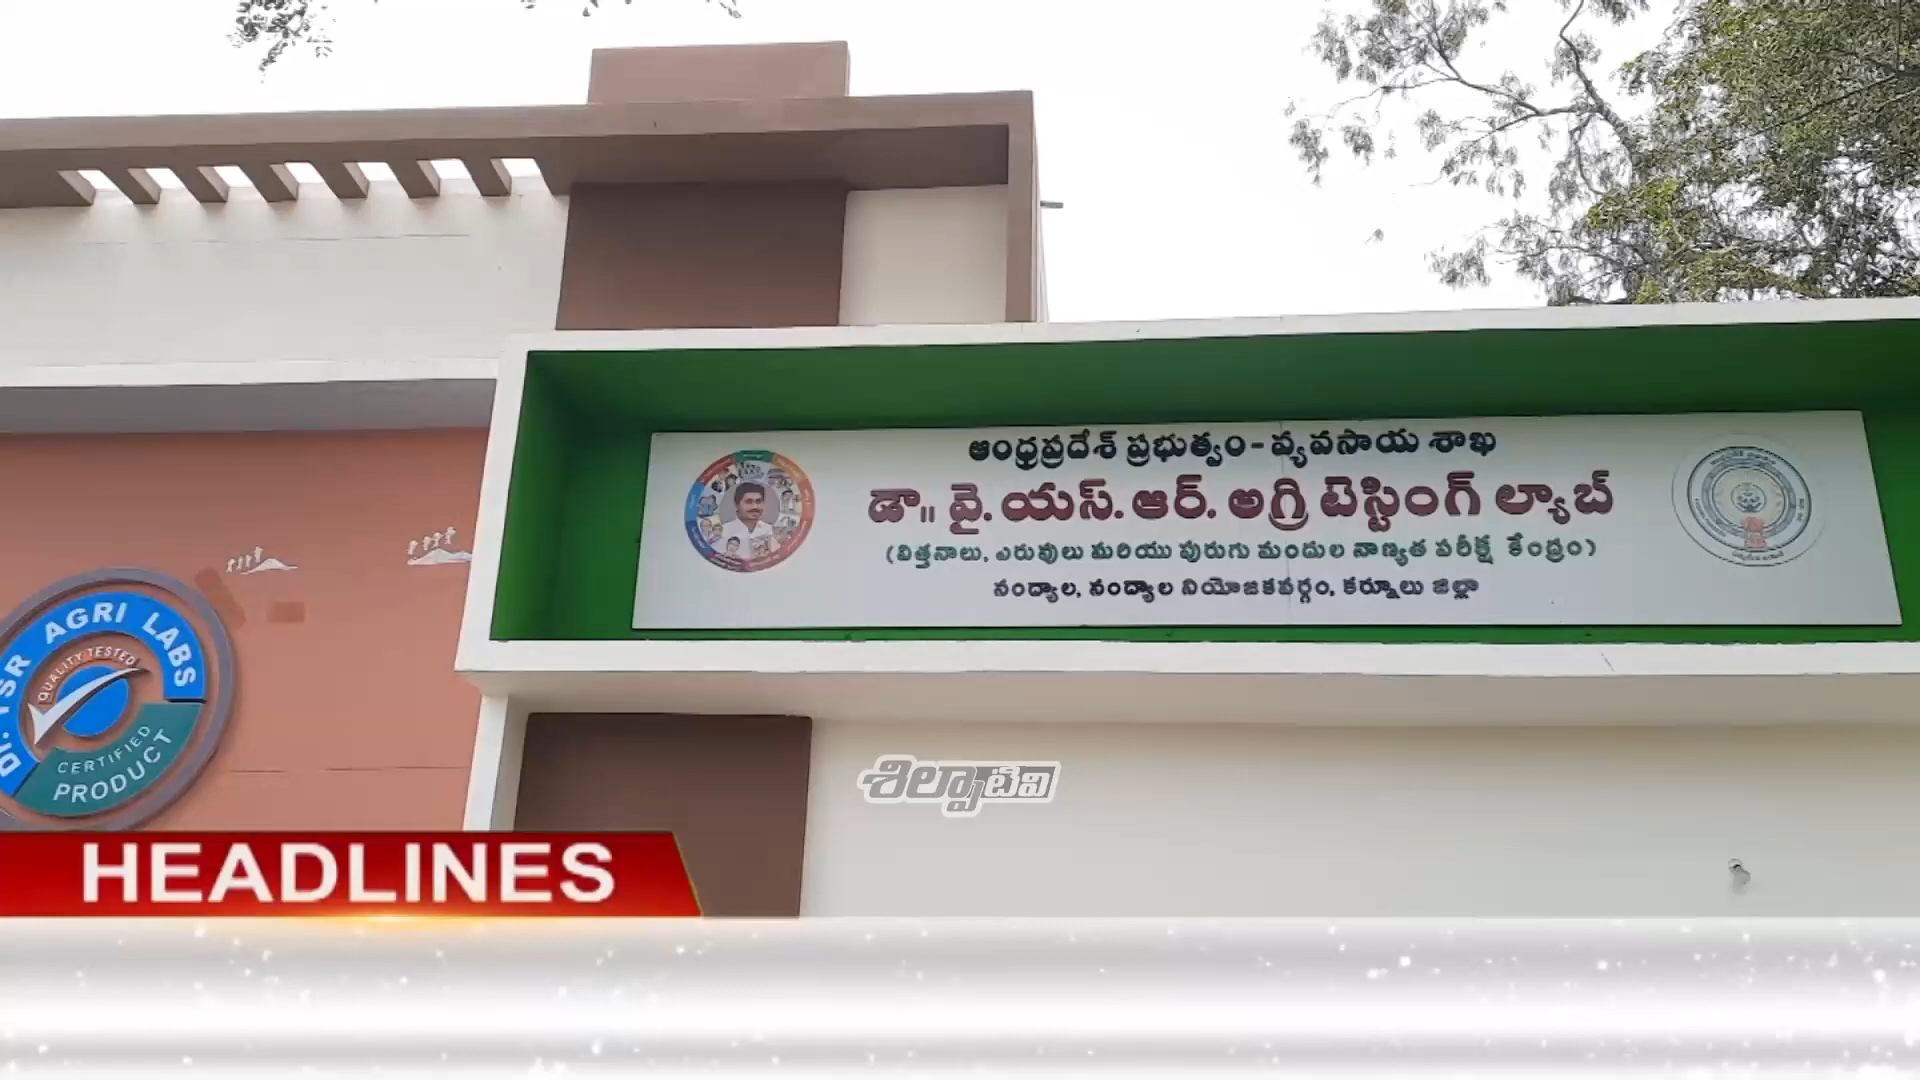 ఆంధ్రప్రదేశ్ ప్రభుత్వం - వ్యవసాయ శాఖ
డా॥ వై. యస్. ఆర్. అగ్రి టెస్టింగ్ ల్యాబ్
(విత్తనాలు, ఎరువులు మరియు పురుగు మందుల నాణ్యత పరీక్ష కేంద్రం)
నంద్యాల, నంద్యాల నియోజకవర్గం, కర్నూలు జిల్లా
Dr. YSR AGRI LABS
QUALITY TESTED
CERTIFIED
PRODUCT
శిల్పాటీవి
HEADLINES